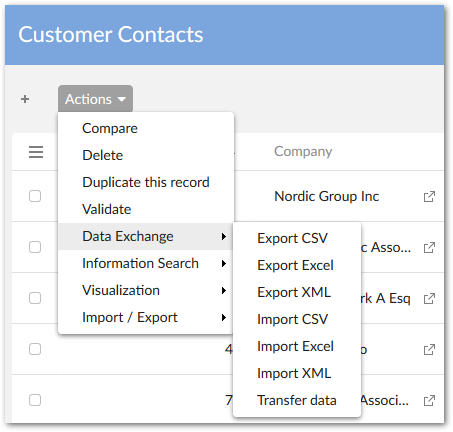 Customer Contacts
+ Actions
Company
Compare
Delete
Duplicate this record
Validate
Data Exchange
Information Search
Visualization
Import / Export
Export CSV
Export Excel
Export XML
Import CSV
Import Excel
Import XML
Transfer data
Nordic Group Inc
c Asso...
rk A Esq
4
o
7
Associ...